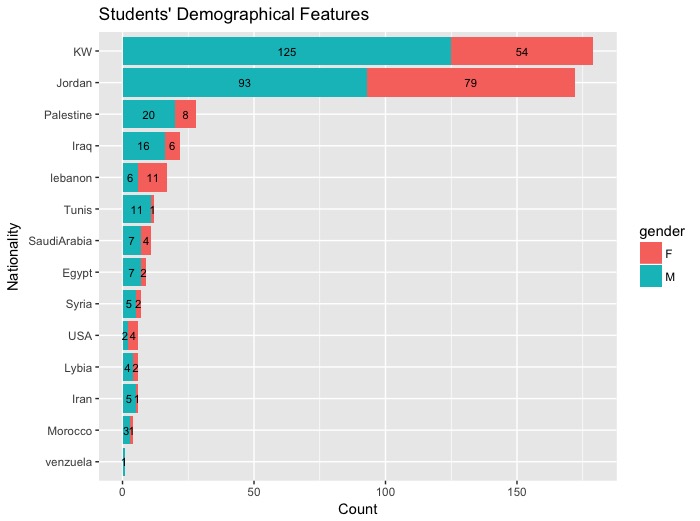 Students' Demographical Features
KW 125 54
Jordan 93 79
Palestine 20 8
Iraq 16 6
lebanon 6 11
Tunis 11 1
SaudiArabia 7 4
Egypt 7 2
Syria 5 2
USA 2 4
Lybia 4 2
Iran 5 1
Morocco 3 1
venzuela 1
0 50 100 150
Count
Nationality
gender
F
M